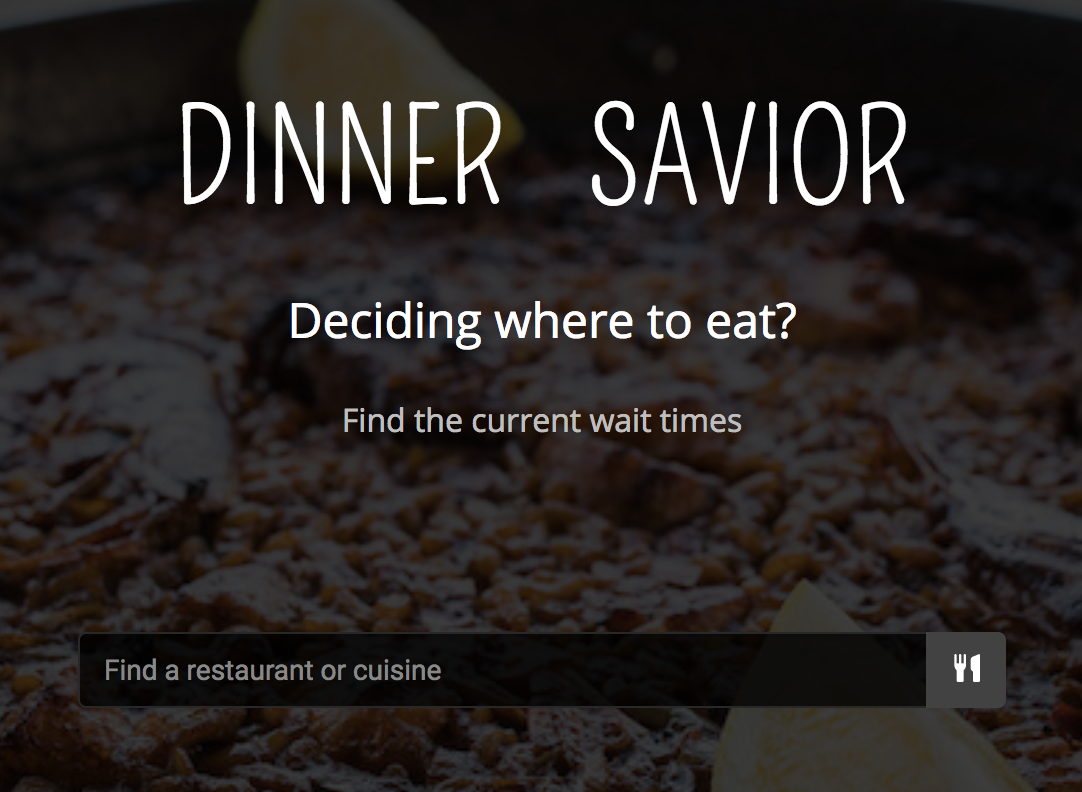 DINNER SAVIOR
Deciding where to eat?
Find the current wait times
Find a restaurant or cuisine